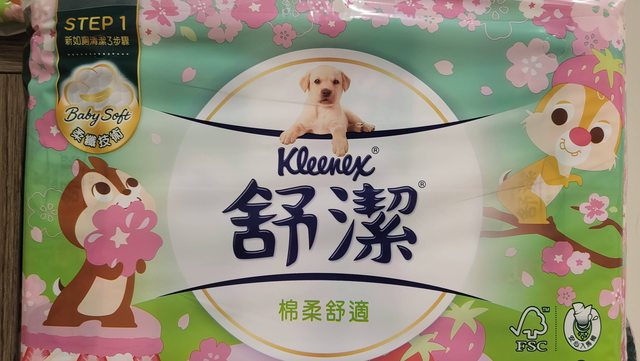 STEP 1
新如廁清潔3步驟
Baby Soft
柔纖技術
Kleenex®
舒潔®
棉柔舒適
FSC